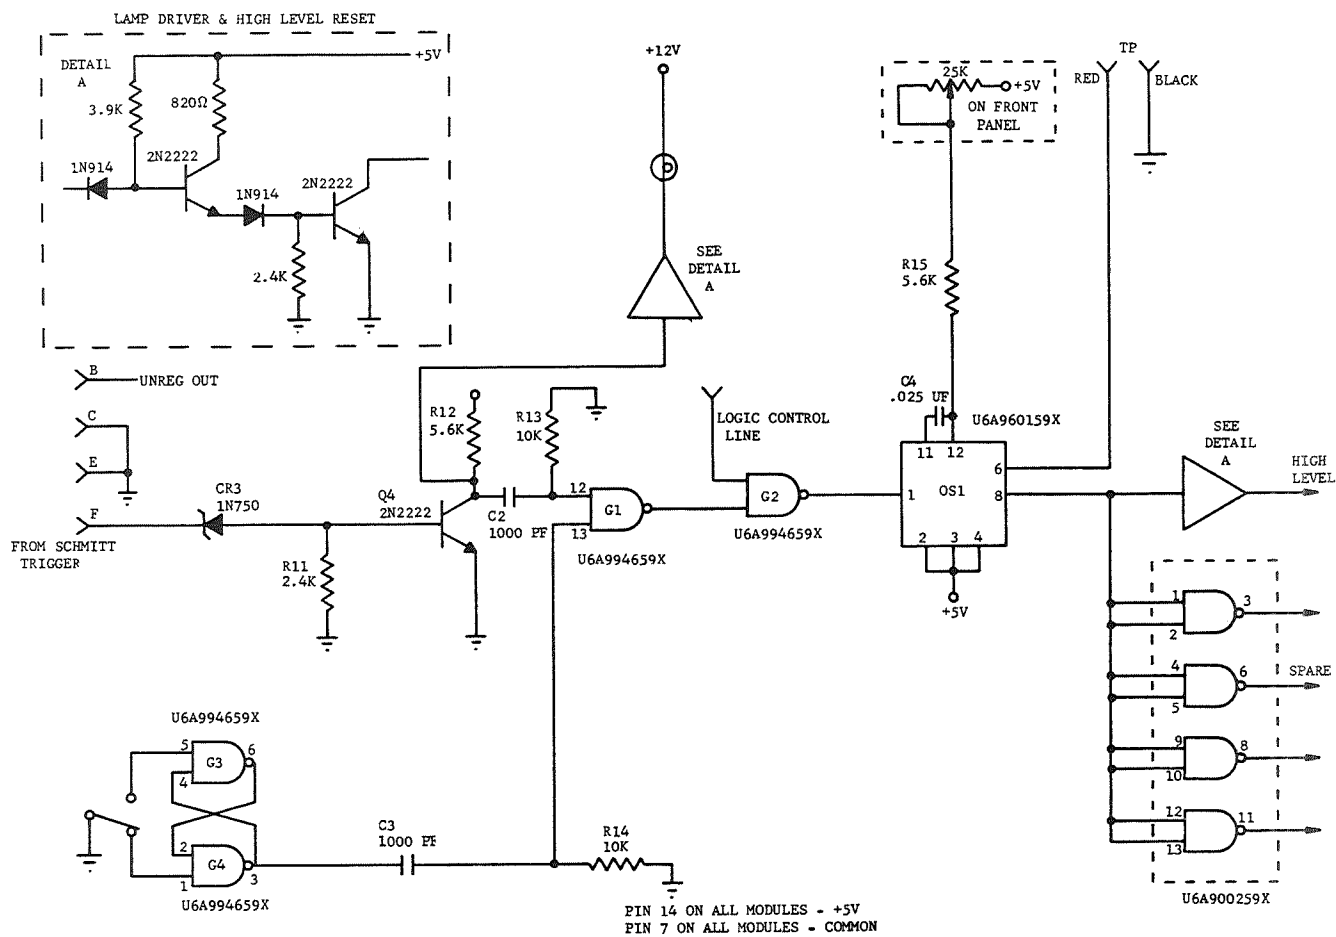 LAMP DRIVER & HIGH LEVEL RESET
DETAIL
A
+5V
3.9K
820Ω
1N914
2N2222
1N914
2N2222
2.4K
+12V
SEE
DETAIL
A
25K
+5V
ON FRONT
PANEL
TP
RED
BLACK
R15
5.6K
B
UNREG OUT
C
E
F
FROM SCHMITT
TRIGGER
CR3
1N750
R11
2.4K
Q4
2N2222
R12
5.6K
R13
10K
C2
1000 PF
12
13
G1
U6A994659X
LOGIC CONTROL
LINE
G2
U6A994659X
C4
.025 UF
U6A960159X
11
12
1
OS1
6
8
2
3
4
+5V
SEE
DETAIL
A
HIGH
LEVEL
1
2
3
4
5
6
SPARE
9
10
8
12
13
11
U6A900259X
U6A994659X
5
4
G3
6
2
1
G4
3
U6A994659X
C3
1000 PF
R14
10K
PIN 14 ON ALL MODULES - +5V
PIN 7 ON ALL MODULES - COMMON